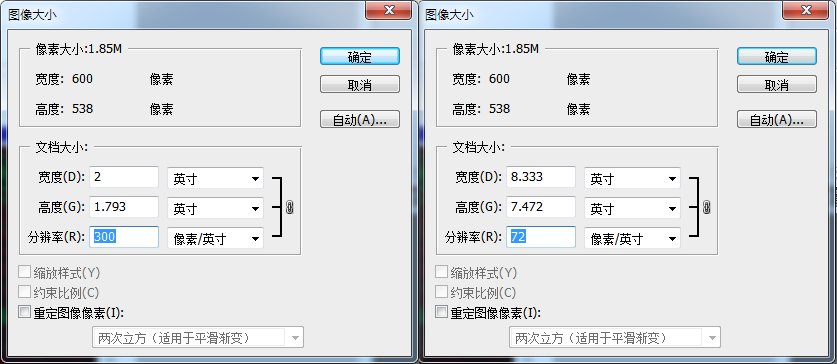 图像大小
像素大小:1.85M
宽度: 600 像素
高度: 538 像素
确定
取消
自动(A)...
文档大小:
宽度(D): 2 英寸
高度(G): 1.793 英寸
分辨率(R): 300 像素/英寸
缩放样式(Y)
约束比例(C)
重定图像像素(I):
两次立方（适用于平滑渐变）
图像大小
像素大小:1.85M
宽度: 600 像素
高度: 538 像素
确定
取消
自动(A)...
文档大小:
宽度(D): 8.333 英寸
高度(G): 7.472 英寸
分辨率(R): 72 像素/英寸
缩放样式(Y)
约束比例(C)
重定图像像素(I):
两次立方（适用于平滑渐变）